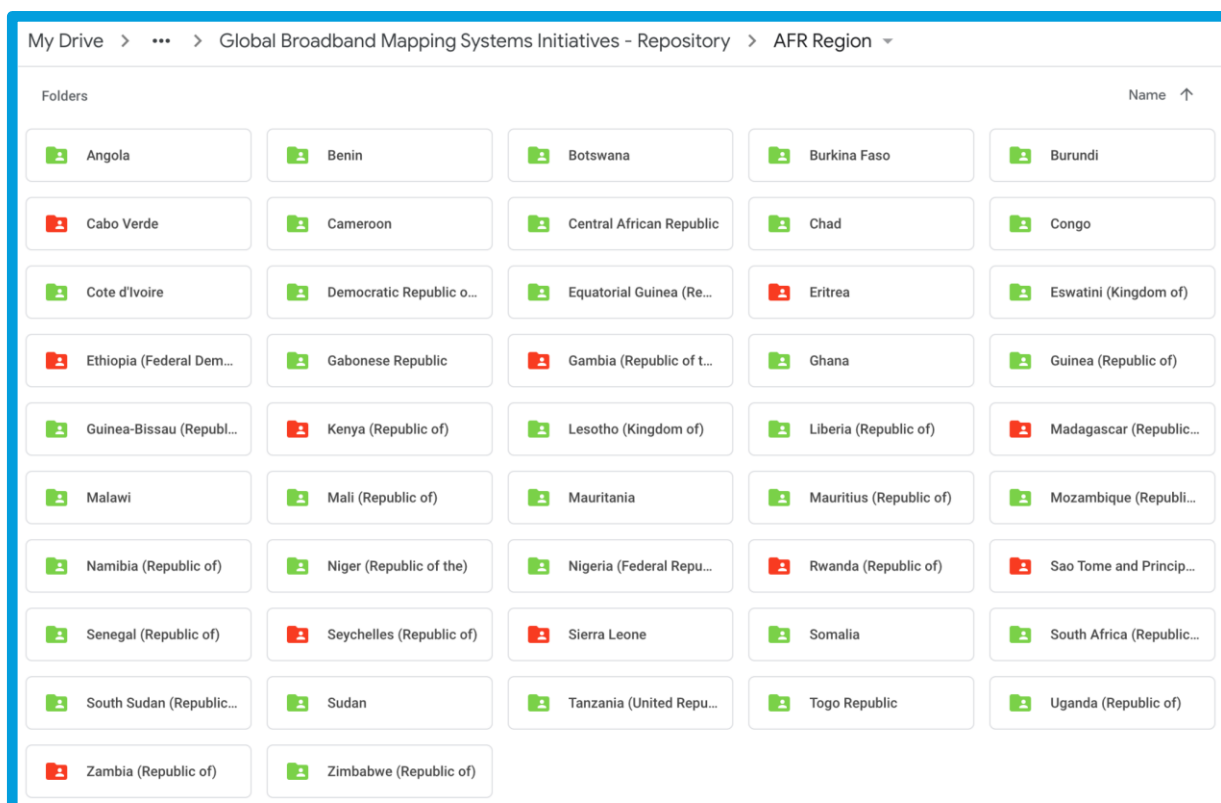 My Drive > ••• > Global Broadband Mapping Systems Initiatives - Repository > AFR Region
Folders Name
Angola Benin Botswana Burkina Faso Burundi
Cabo Verde Cameroon Central African Republic Chad Congo
Cote d'Ivoire Democratic Republic o... Equatorial Guinea (Re... Eritrea Eswatini (Kingdom of)
Ethiopia (Federal Dem... Gabonese Republic Gambia (Republic of t... Ghana Guinea (Republic of)
Guinea-Bissau (Republ... Kenya (Republic of) Lesotho (Kingdom of) Liberia (Republic of) Madagascar (Republic...
Malawi Mali (Republic of) Mauritania Mauritius (Republic of) Mozambique (Republi...
Namibia (Republic of) Niger (Republic of the) Nigeria (Federal Repu... Rwanda (Republic of) Sao Tome and Princip...
Senegal (Republic of) Seychelles (Republic of) Sierra Leone Somalia South Africa (Republic...
South Sudan (Republic... Sudan Tanzania (United Repu... Togo Republic Uganda (Republic of)
Zambia (Republic of) Zimbabwe (Republic of)